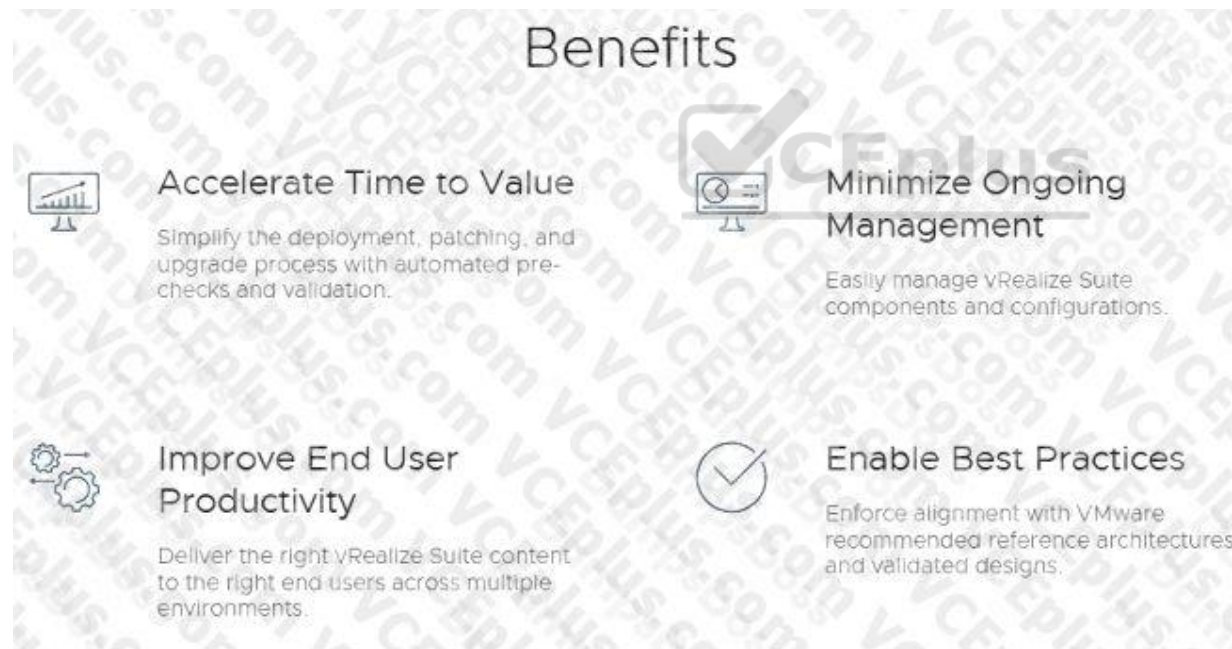 Benefits
CEplus
Accelerate Time to Value
Simplify the deployment, patching, and
upgrade process with automated pre-
checks and validation.
Minimize Ongoing
Management
Easily manage vRealize Suite
components and configurations.
Improve End User
Productivity
Deliver the right vRealize Suite content
to the right end users across multiple
environments.
Enable Best Practices
Enforce alignment with VMware
recommended reference architectures
and validated designs.